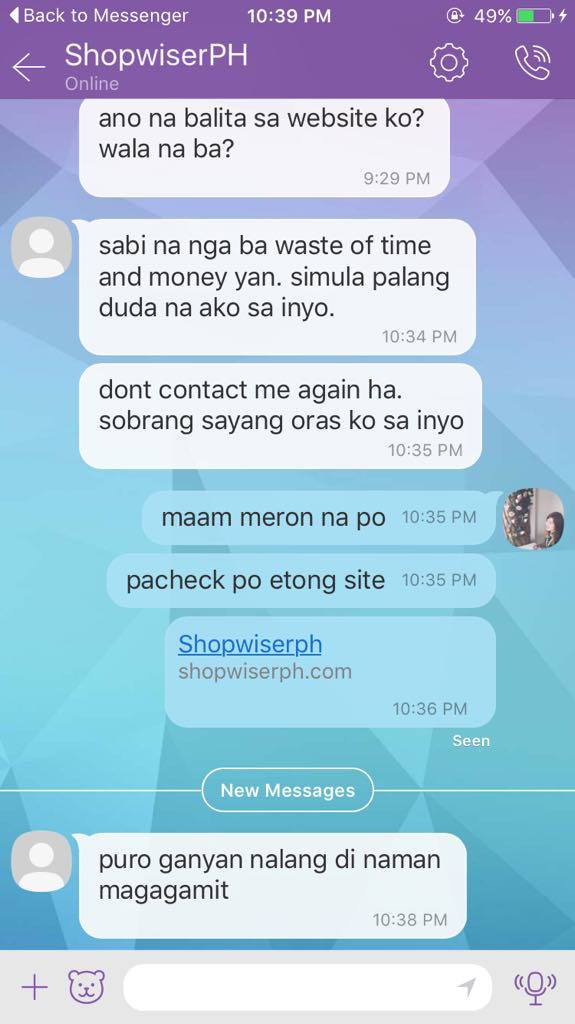 Back to Messenger 10:39 PM 49%
ShopwiserPH
Online
ano na balita sa website ko?
wala na ba?
9:29 PM
sabi na nga ba waste of time
and money yan. simula palang
duda na ako sa inyo.
10:34 PM
dont contact me again ha.
sobrang sayang oras ko sa inyo
10:35 PM
maam meron na po 10:35 PM
pacheck po etong site 10:35 PM
Shopwiserph
shopwiserph.com
10:36 PM
Seen
New Messages
puro ganyan nalang di naman
magagamit
10:38 PM